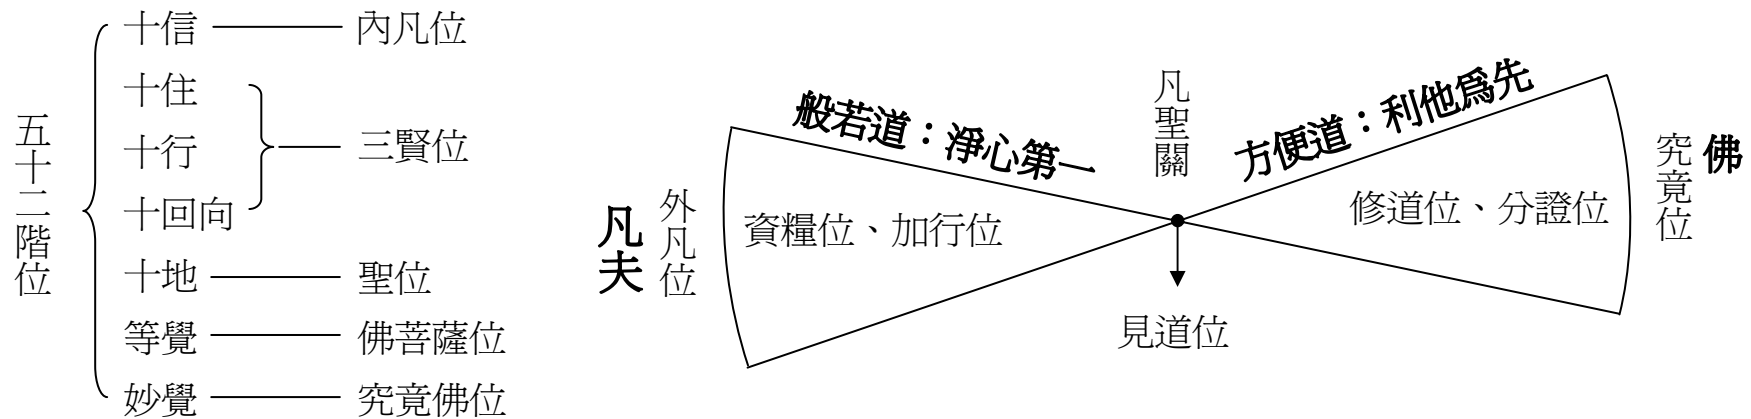 五十二階位
十信
內凡位
十住
十行
十回向
三賢位
十地
聖位
等覺
佛菩薩位
妙覺
究竟佛位
凡夫
外凡位
般若道：淨心第一
資糧位、加行位
凡聖關
見道位
方便道：利他爲先
修道位、分證位
究竟位
佛